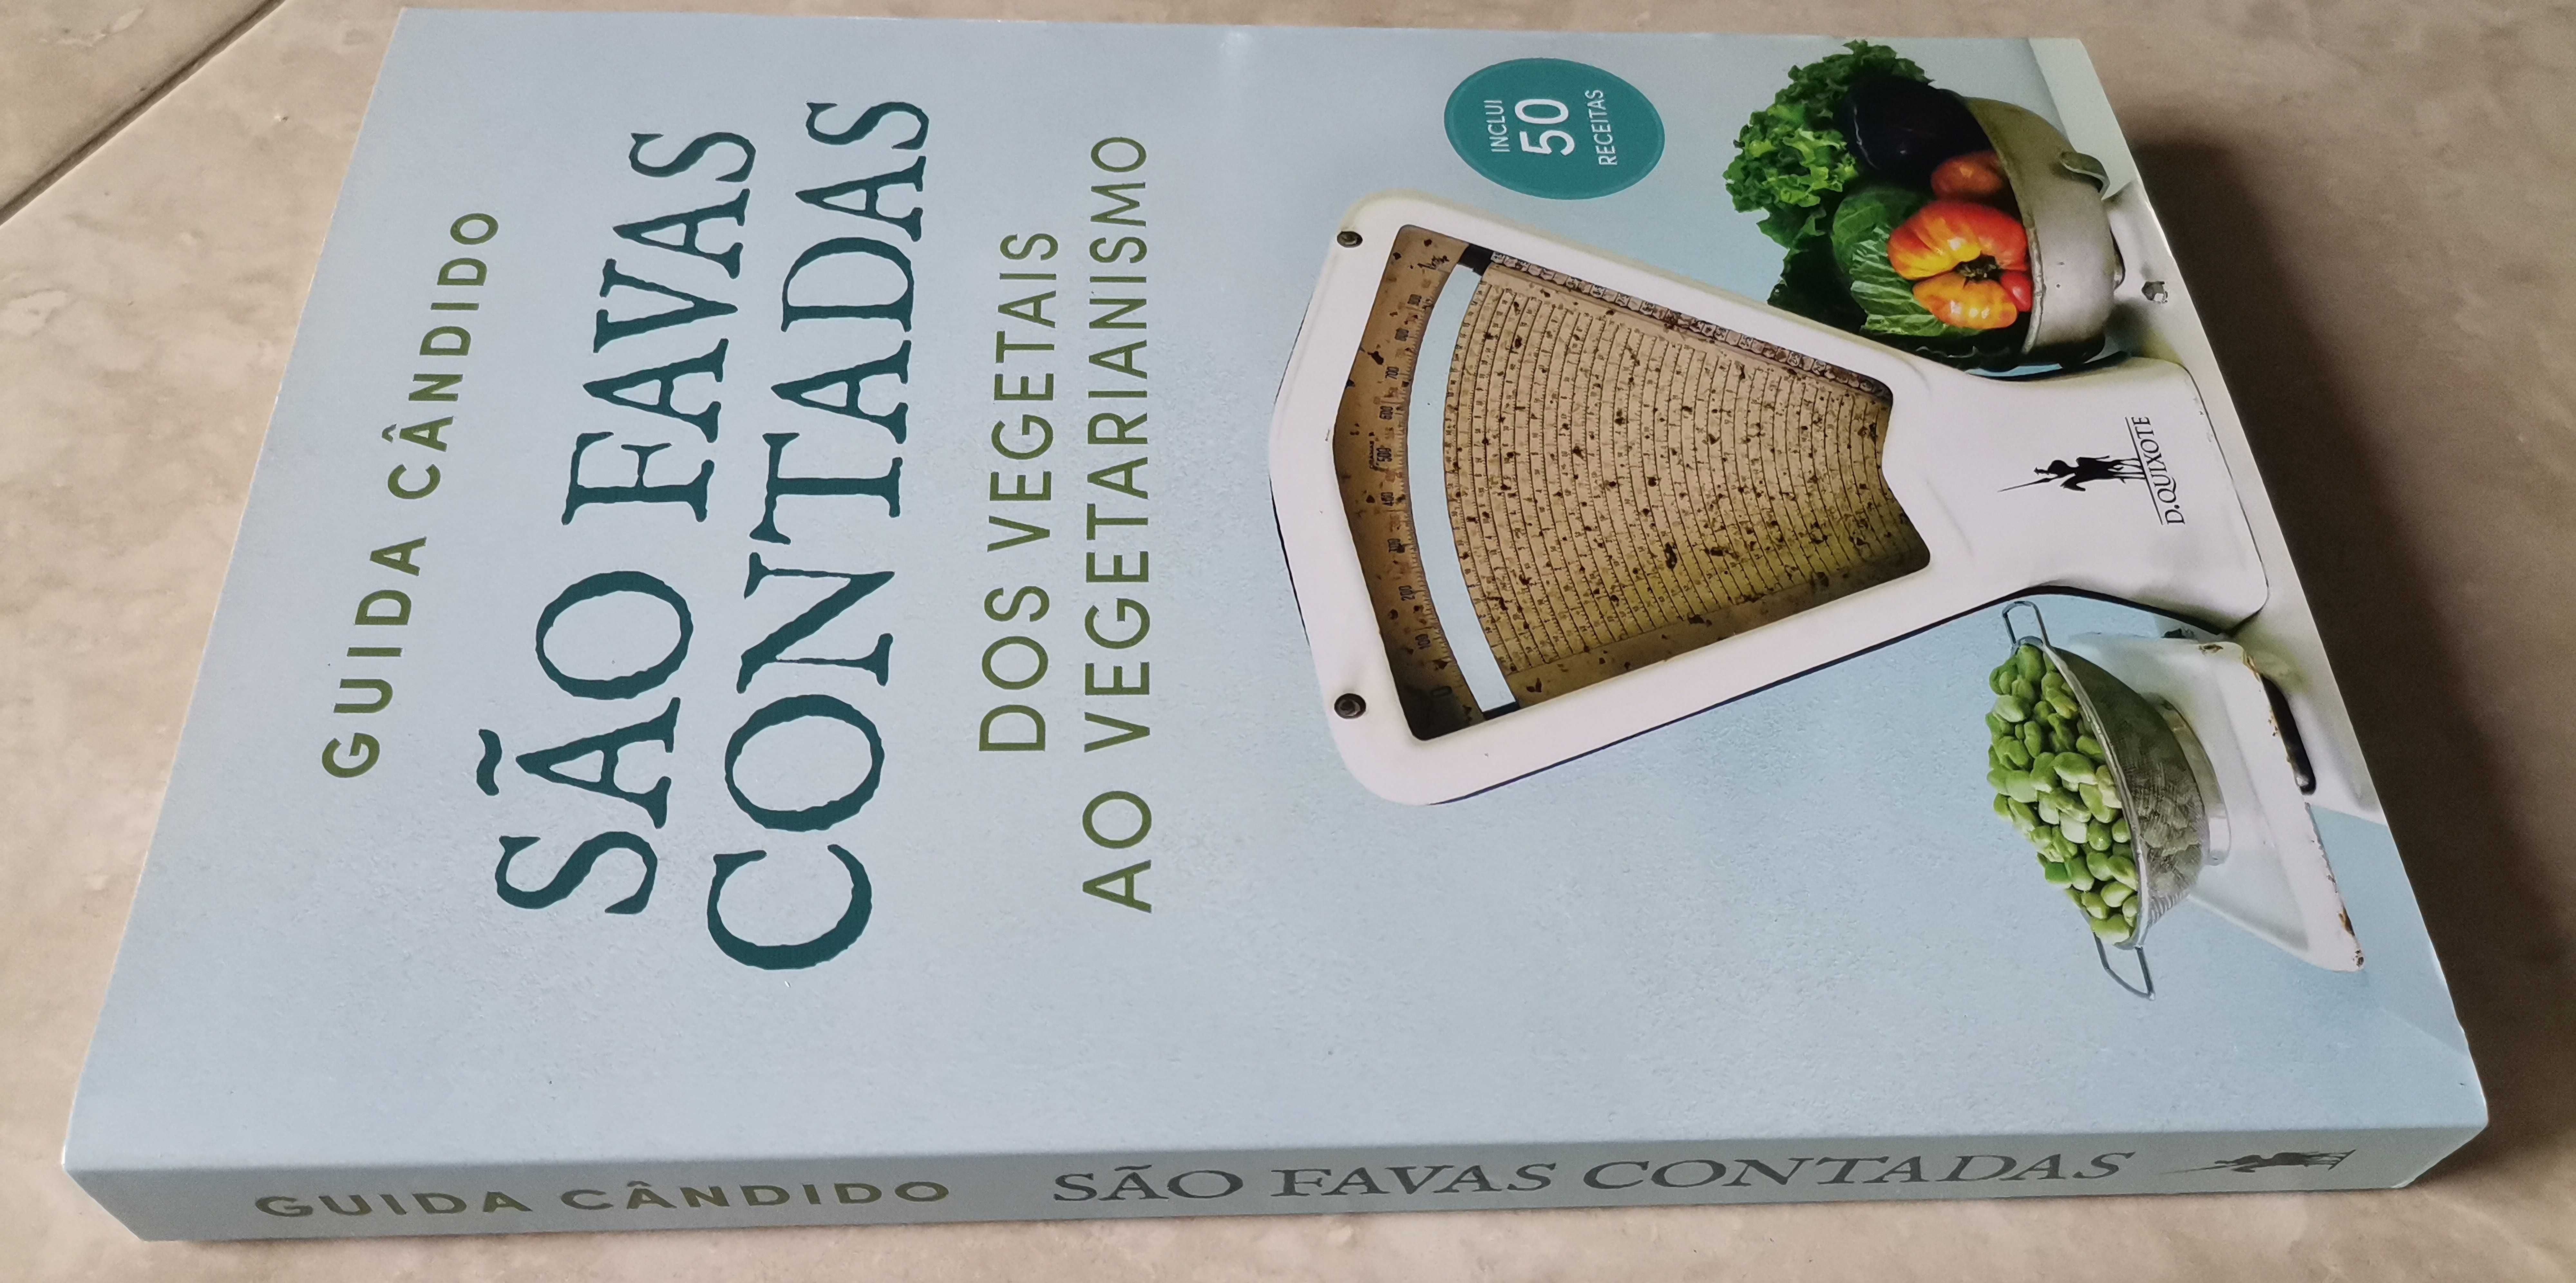 GUIDA CÂNDIDO
SÃO FAVAS
CONTADAS
DOS VEGETAIS
AO VEGETARIANISMO
INCLUI
50
RECEITAS
D.QUIXOTE
GUIDA CÂNDIDO SÃO FAVAS CONTADAS